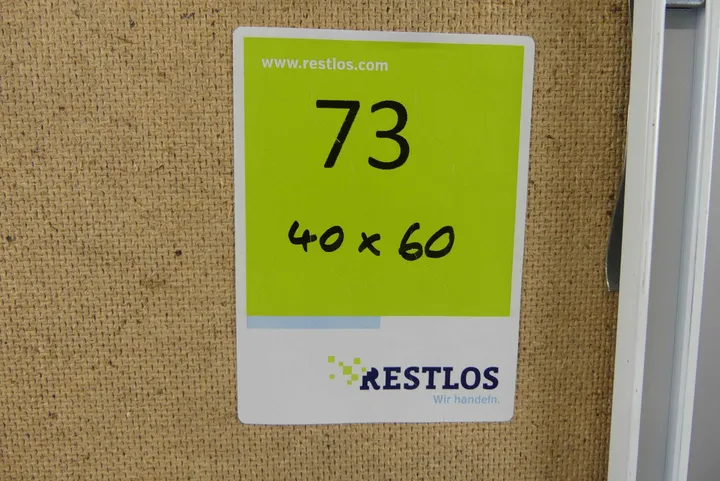 www.restlos.com
73
40 x 60
RESTLOS
Wir handeln.